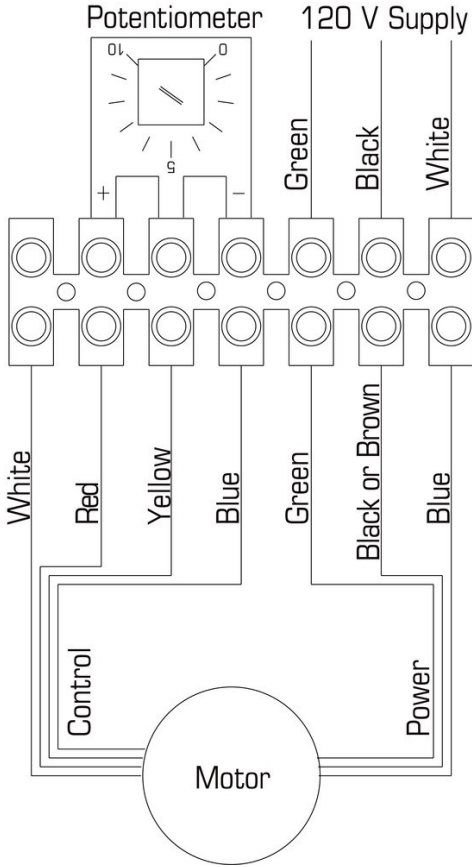 Potentiometer
120 V Supply
10
0
5
+
-
Green
Black
White
White
Red
Yellow
Blue
Green
Black or Brown
Blue
Control
Power
Motor